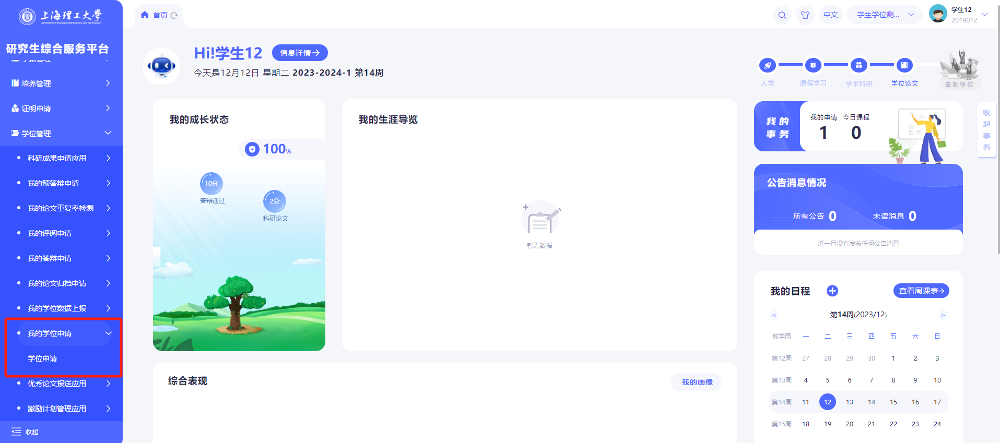 上海理工大学
UNIVERSITY OF SHANGHAI FOR SCIENCE AND TECHNOLOGY
研究生综合服务平台
培养管理
证明申请
学位管理
科研成果申请应用
我的预答辩申请
我的论文重复率检测
我的评阅申请
我的答辩申请
我的论文归档申请
我的学位数据上报
我的学位申请
学位申请
优秀论文报送应用
激励计划管理应用
收起
首页
中文
学生学位测...
学生12
2019012
Hi!学生12
信息详情
今天是12月12日 星期二 2023-2024-1 第14周
入学
课程学习
学术科研
学位论文
拿到学位
我的成长状态
100%
10分
答辩通过
2分
科研论文
我的生涯导览
暂无数据
综合表现
我的画像
我的
事务
我的申请 今日课程
1 0
收起事务
公告消息情况
所有公告 0 未读消息 0
近一月没有发布任何公告消息
我的日程
查看周课表
< 第14周(2023/12) >
教学周 一 二 三 四 五 六 日
第12周 27 28 29 30 1 2 3
第13周 4 5 6 7 8 9 10
第14周 11 12 13 14 15 16 17
第15周 18 19 20 21 22 23 24